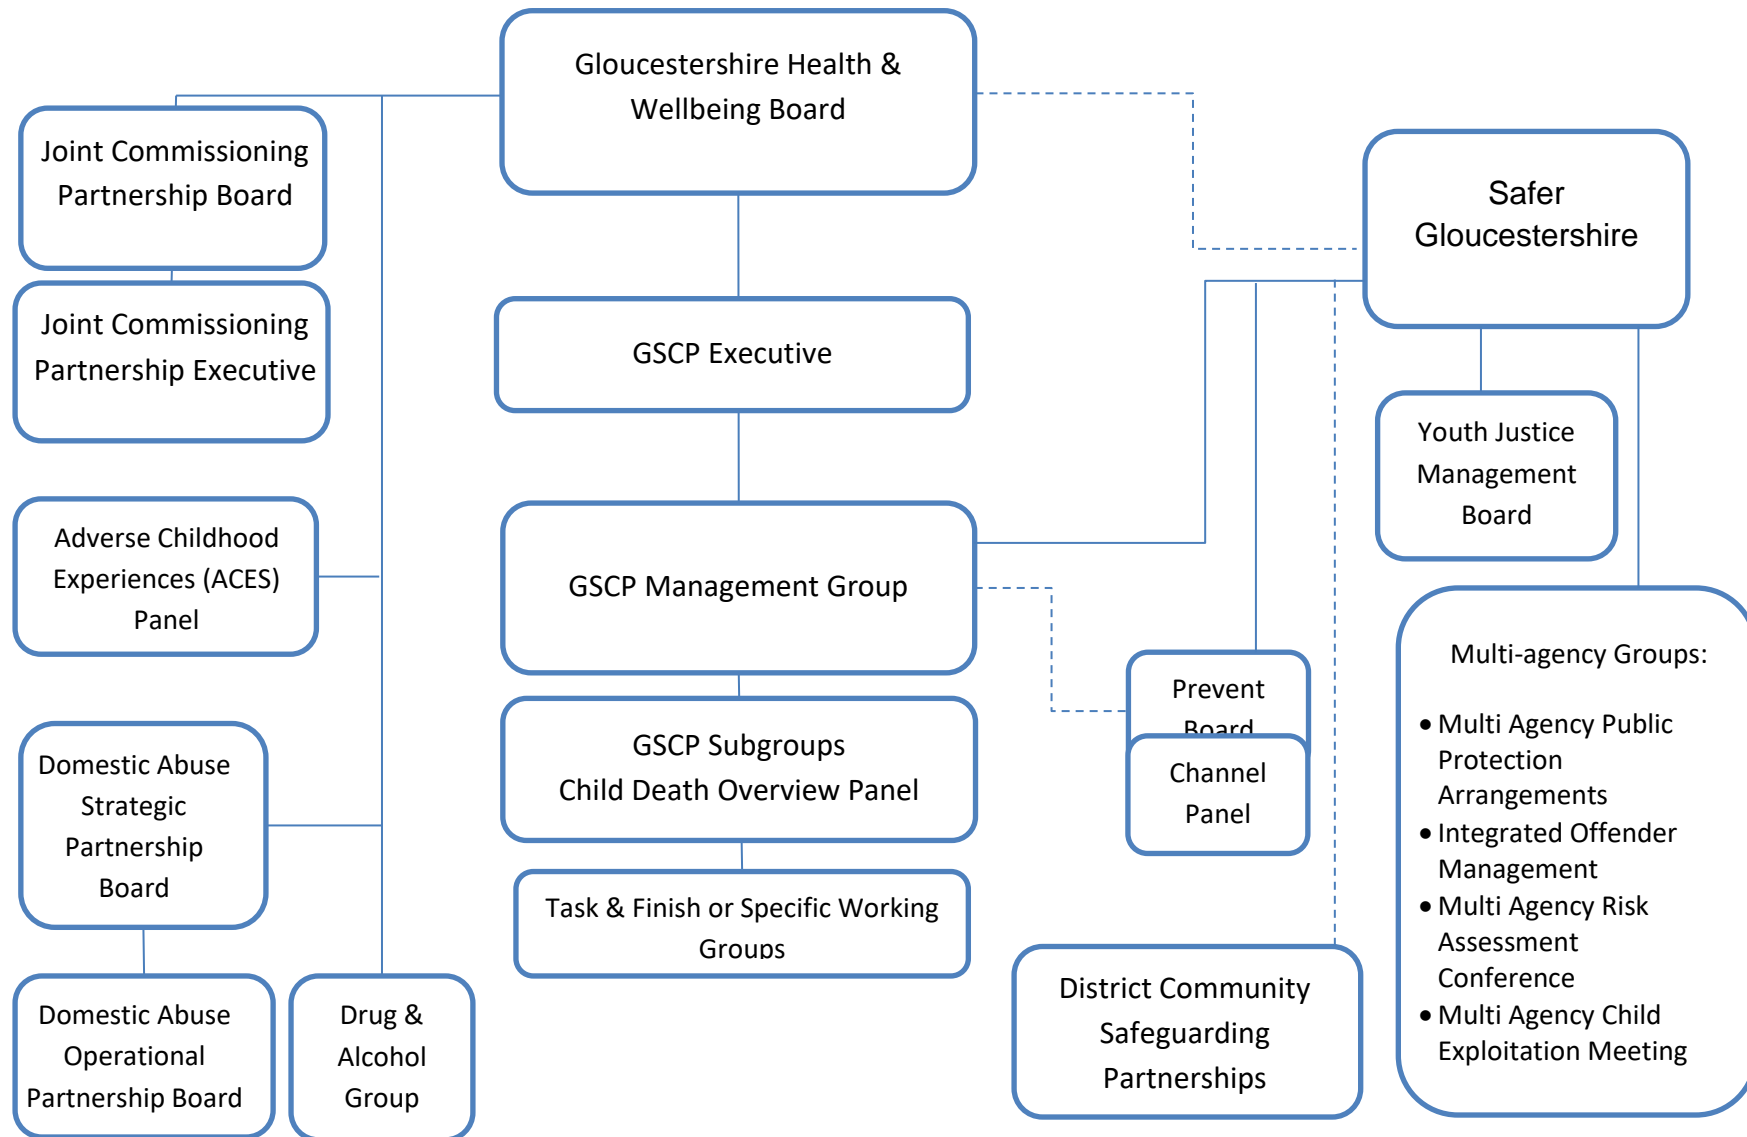 Gloucestershire Health &
Wellbeing Board
Joint Commissioning
Partnership Board
Safer
Gloucestershire
Joint Commissioning
Partnership Executive
GSCP Executive
Youth Justice
Management
Board
Adverse Childhood
Experiences (ACES)
Panel
GSCP Management Group
Multi-agency Groups:
• Multi Agency Public
Protection
Arrangements
• Integrated Offender
Management
• Multi Agency Risk
Assessment
Conference
• Multi Agency Child
Exploitation Meeting
Prevent
Board
Channel
Panel
GSCP Subgroups
Child Death Overview Panel
Domestic Abuse
Strategic
Partnership
Board
Task & Finish or Specific Working
Groups
District Community
Safeguarding
Partnerships
Domestic Abuse
Operational
Partnership Board
Drug &
Alcohol
Group